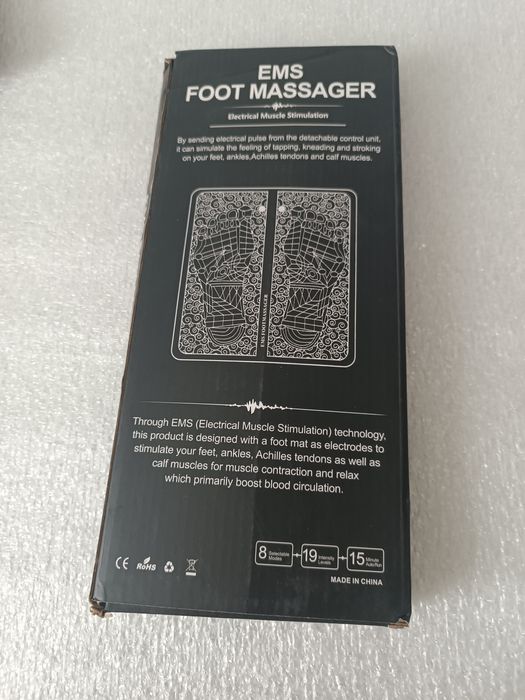 EMS
FOOT MASSAGER
Electrical Muscle Stimulation
By sending electrical pulse from the detachable control unit,
it can simulate the feeling of tapping, kneading and stroking
on your feet, ankles,Achilles tendons and calf muscles.
EMS FOOT MASSAGER
Through EMS (Electrical Muscle Stimulation) technology,
this product is designed with a foot mat as electrodes to
stimulate your feet, ankles, Achilles tendons as well as
calf muscles for muscle contraction and relax
which primarily boost blood circulation.
8 Selectable Modes 19 Intensity Levels 15 Minute Auto/Run
CE RoHS
MADE IN CHINA